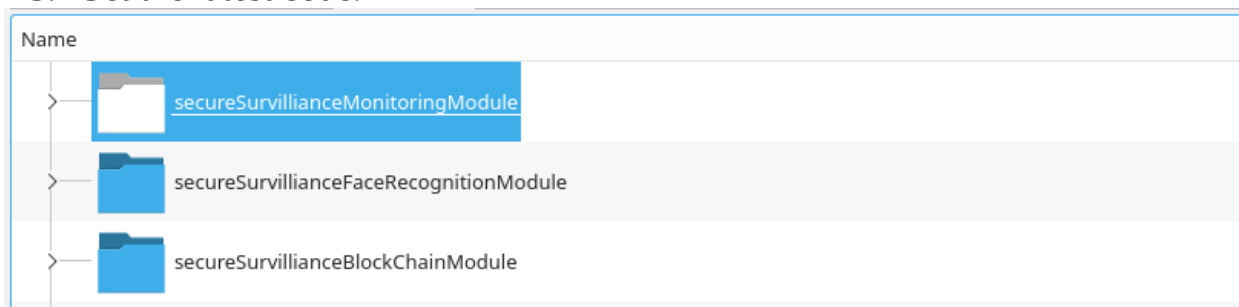 Name
secureSurvillianceMonitoringModule
secureSurvillianceFaceRecognitionModule
secureSurvillianceBlockChainModule